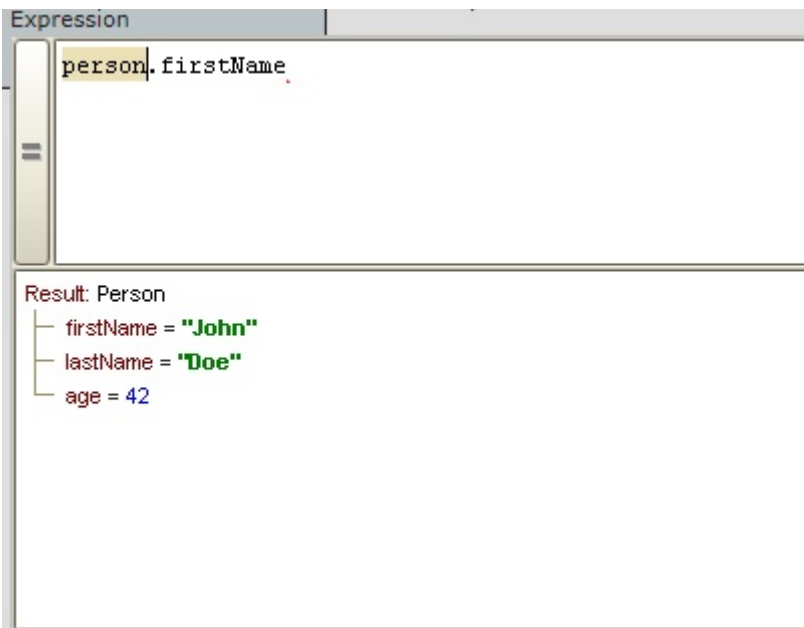 Expression
person.firstName
Result: Person
firstName = "John"
lastName = "Doe"
age = 42